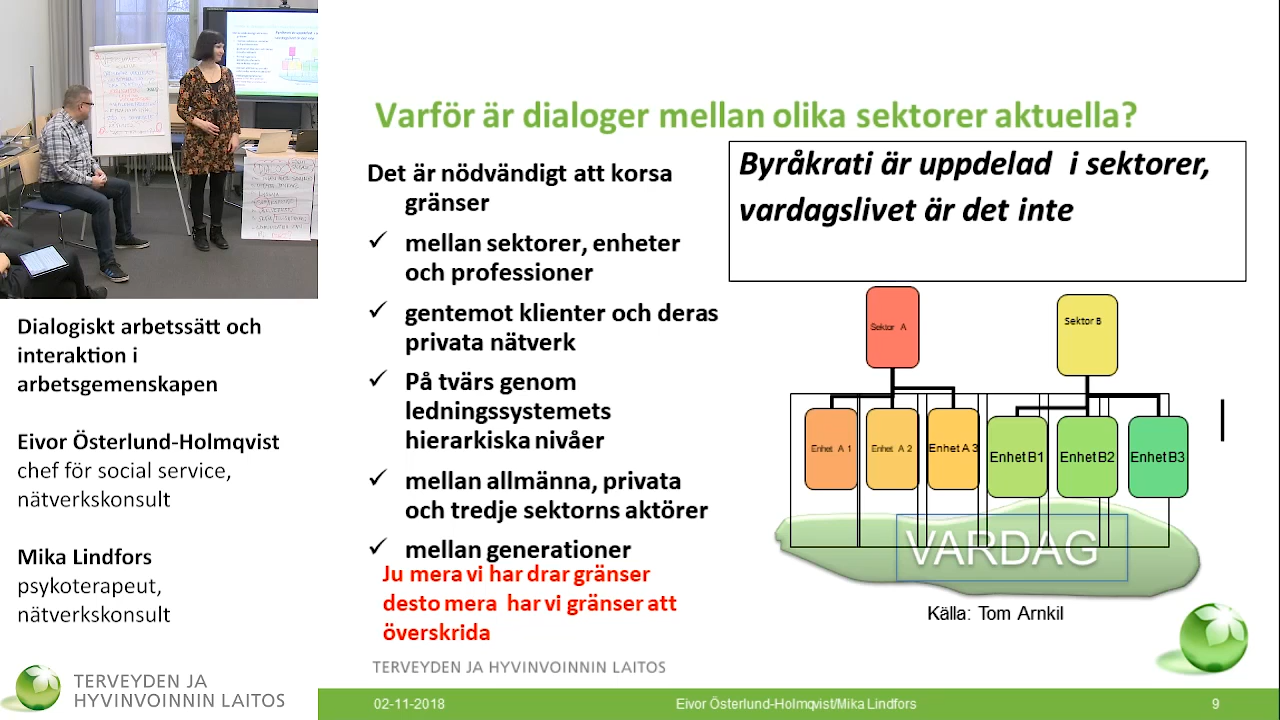 Varför är dialoger mellan olika sektorer aktuella?
Det är nödvändigt att korsa
gränser
✓ mellan sektorer, enheter
och professioner
✓ gentemot klienter och deras
privata nätverk
✓ På tvärs genom
ledningssystemets
hierarkiska nivåer
✓ mellan allmänna, privata
och tredje sektorns aktörer
✓ mellan generationer
Ju mera vi har drar gränser
desto mera har vi gränser att
överskrida
Byråkrati är uppdelad i sektorer,
vardagslivet är det inte
Sektor A
Sektor B
Enhet A 1
Enhet A 2
Enhet A 3
Enhet B1
Enhet B2
Enhet B3
VARDAG
Källa: Tom Arnkil
TERVEYDEN JA HYVINVOINNIN LAITOS
02-11-2018
Eivor Österlund-Holmqvist/Mika Lindfors
9
Dialogiskt arbetssätt och
interaktion i
arbetsgemenskapen
Eivor Österlund-Holmqvist
chef för social service,
nätverkskonsult
Mika Lindfors
psykoterapeut,
nätverkskonsult
TERVEYDEN JA
HYVINVOINNIN LAITOS